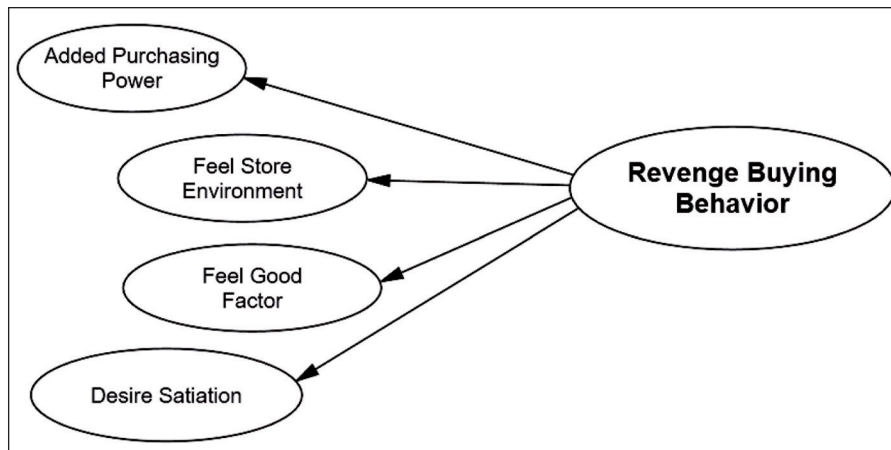 Added Purchasing
Power
Feel Store
Environment
Revenge Buying
Behavior
Feel Good
Factor
Desire Satiation